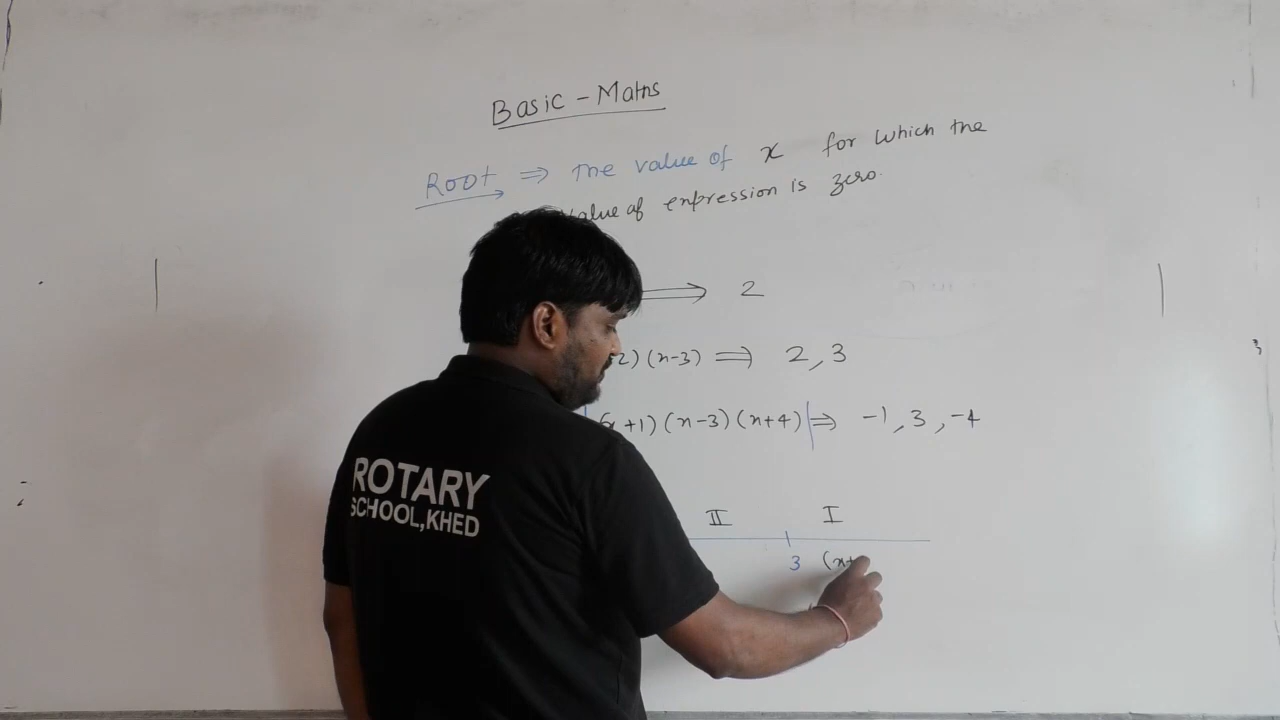 Basic - Maths
Root ⇒ The value of x for which the
value of expression is zero.
⟹ 2
2)(x-3) ⇒ 2, 3
(x+1)(x-3)(x+4) ⇒ -1, 3, -4
II I
3 (x+
ROTARY
SCHOOL,KHED